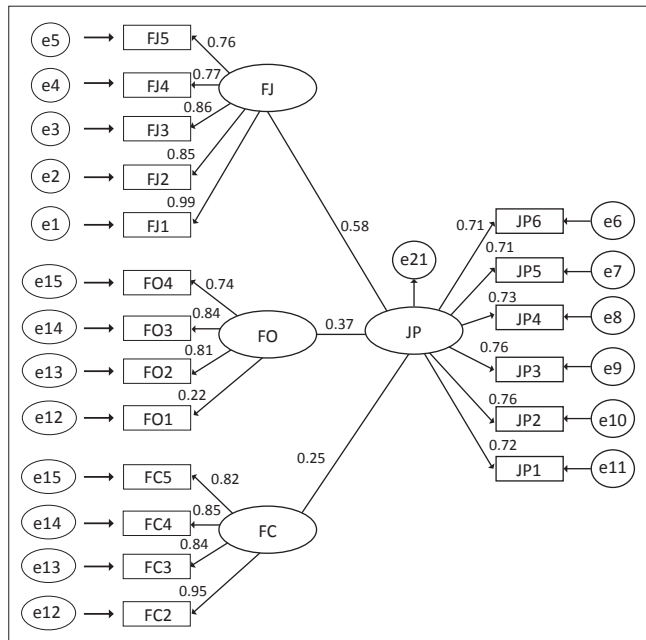 e5 FJ5 0.76
e4 FJ4 0.77 FJ
e3 FJ3 0.86
e2 FJ2 0.85
e1 FJ1 0.99
0.58
e15 FO4 0.74
e14 FO3 0.84 FO 0.37 JP
e13 FO2 0.81
e12 FO1 0.22
e21
0.71 JP6 e6
0.71 JP5 e7
0.73 JP4 e8
0.76 JP3 e9
0.76 JP2 e10
0.72 JP1 e11
0.25
e15 FC5 0.82
e14 FC4 0.85 FC
e13 FC3 0.84
e12 FC2 0.95